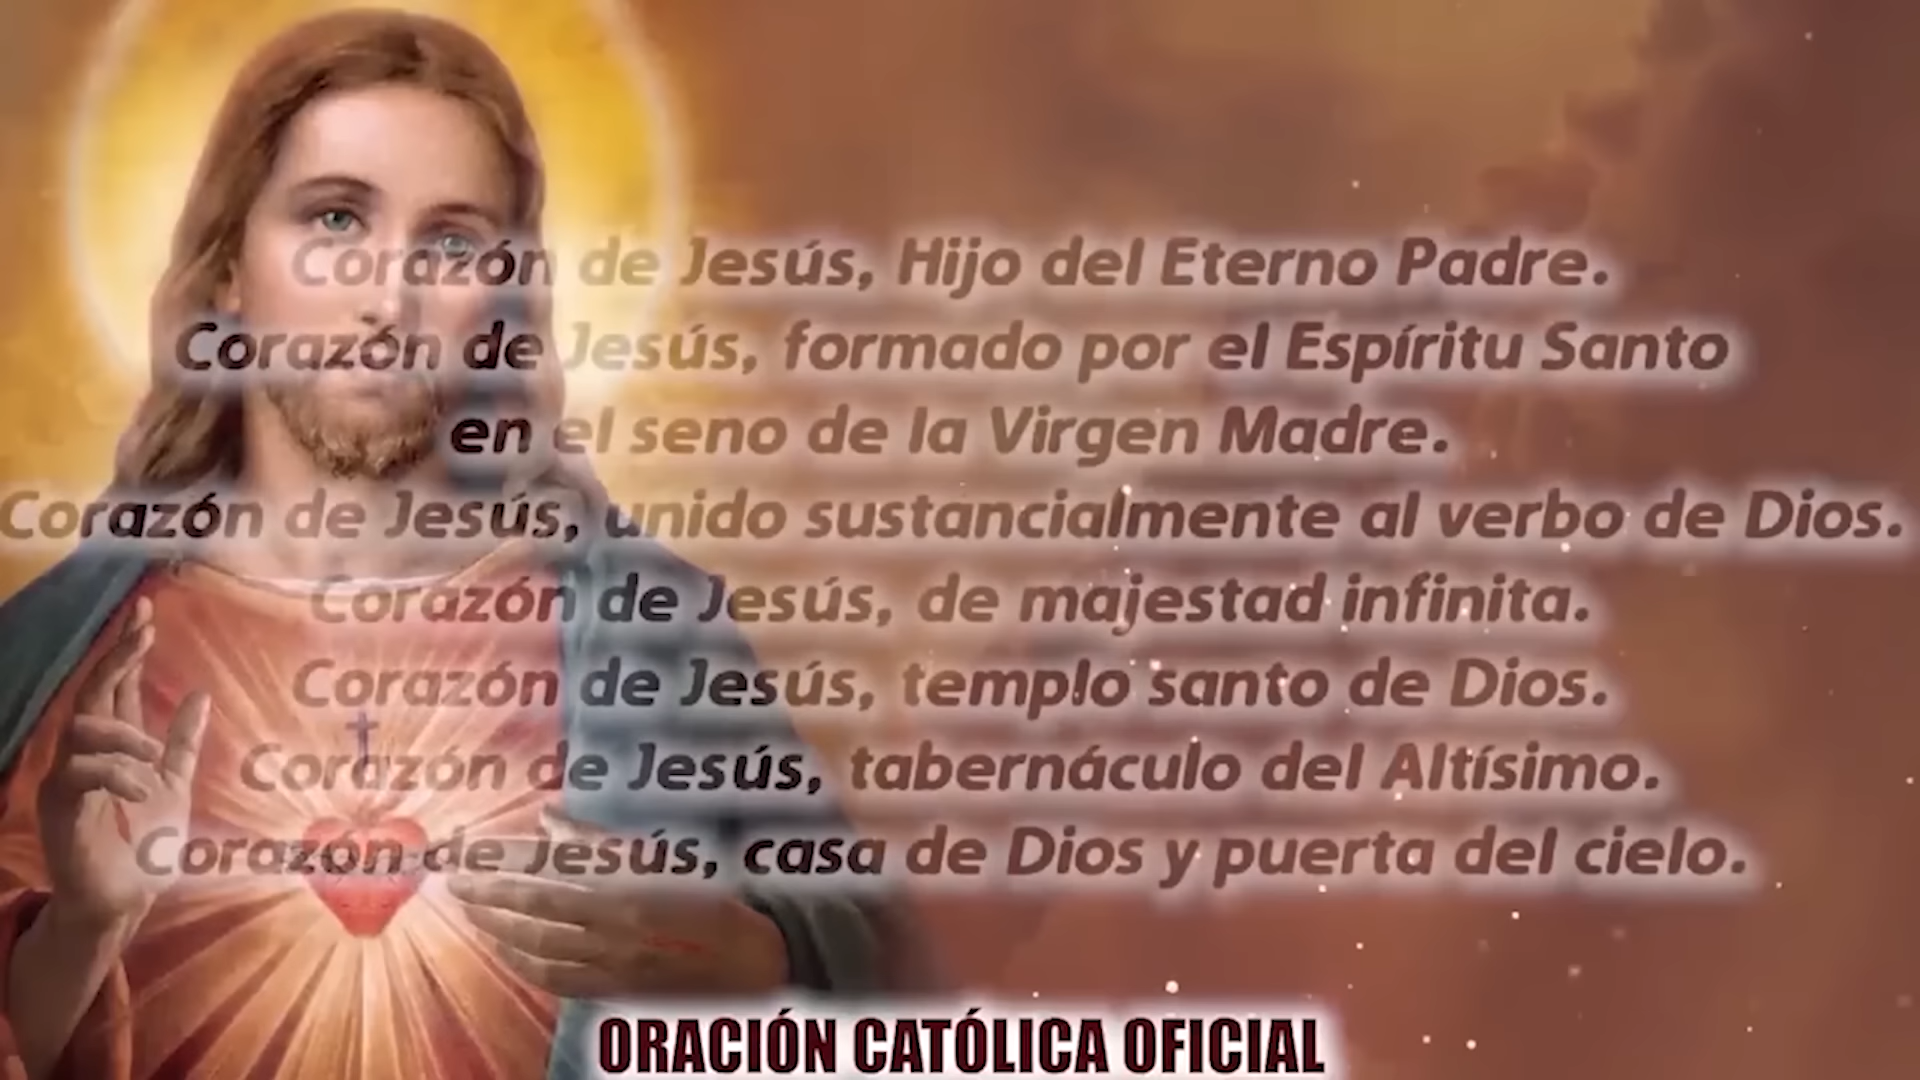 Corazón de Jesús, Hijo del Eterno Padre.
Corazón de Jesús, formado por el Espíritu Santo
en el seno de la Virgen Madre.
Corazón de Jesús, unido sustancialmente al verbo de Dios.
Corazón de Jesús, de majestad infinita.
Corazón de Jesús, templo santo de Dios.
Corazón de Jesús, tabernáculo del Altísimo.
Corazón de Jesús, casa de Dios y puerta del cielo.
ORACIÓN CATÓLICA OFICIAL